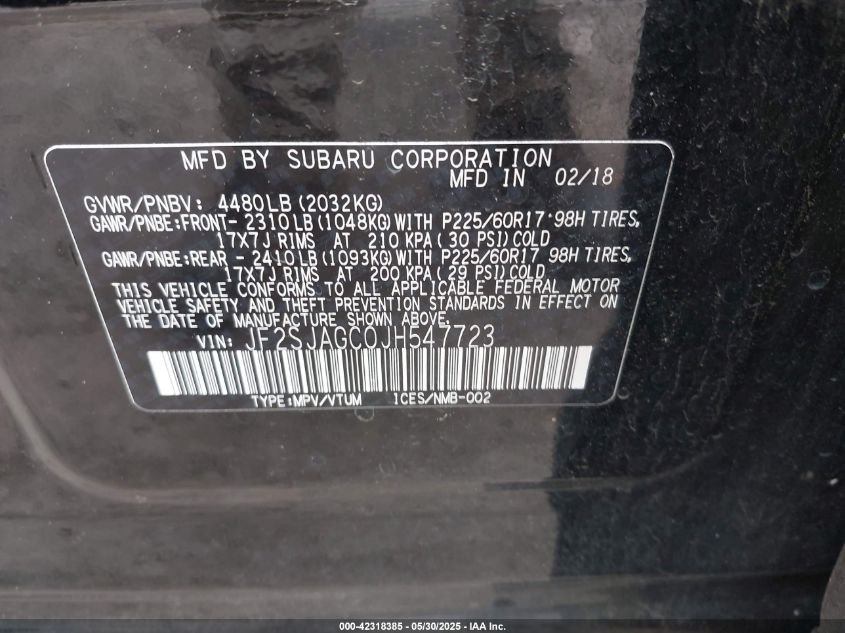 MFD BY SUBARU CORPORATION
MFD IN 02/18
GVWR/PNBV: 4480LB (2032KG)
GAWR/PNBE:FRONT- 2310LB(1048KG)WITH P225/60R17 98H TIRES,
17X7J RIMS AT 210KPA(30 PSI)COLD
GAWR/PNBE:REAR - 2410LB(1093KG)WITH P225/60R17 98H TIRES,
17X7J RIMS AT 200KPA(29 PSI)COLD
THIS VEHICLE CONFORMS TO ALL APPLICABLE FEDERAL MOTOR
VEHICLE SAFETY AND THEFT PREVENTION STANDARDS IN EFFECT ON
THE DATE OF MANUFACTURE SHOWN ABOVE.
VIN: JF2SJAGC0JH547723
TYPE:MPV/VTUM ICES/NMB-002
000-42318385 - 05/30/2025 - IAA Inc.